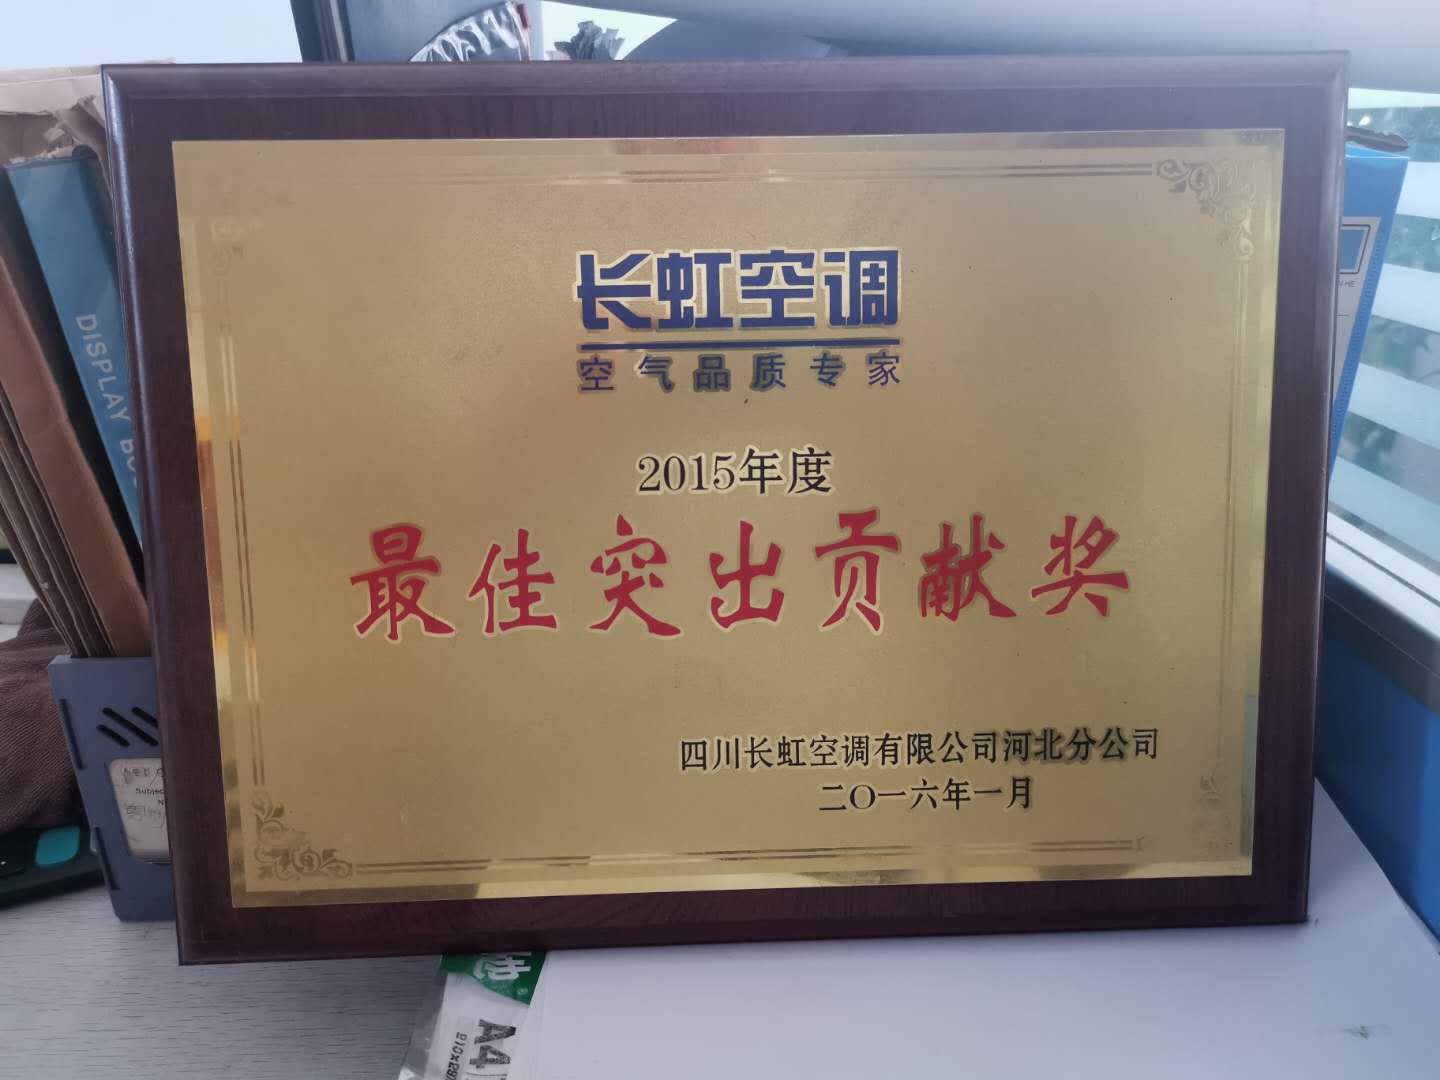 长虹空调
空气品质专家
2015年度
最佳突出贡献奖
四川长虹空调有限公司河北分公司
二〇一六年一月
DISPLAY
A4